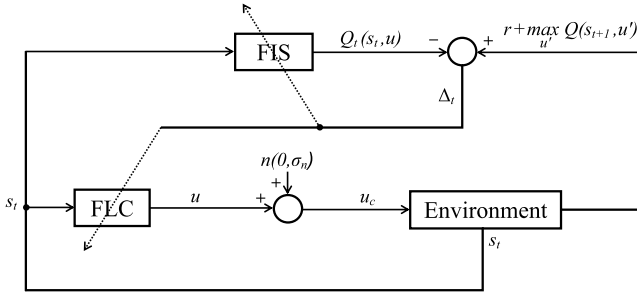 FIS
Q_t(s_t,u)
−
+
r+max Q(s_{t+1},u')
u'
Δ_t
n(0,σ_n)
+
s_t
FLC
u
+
u_c
Environment
s_t